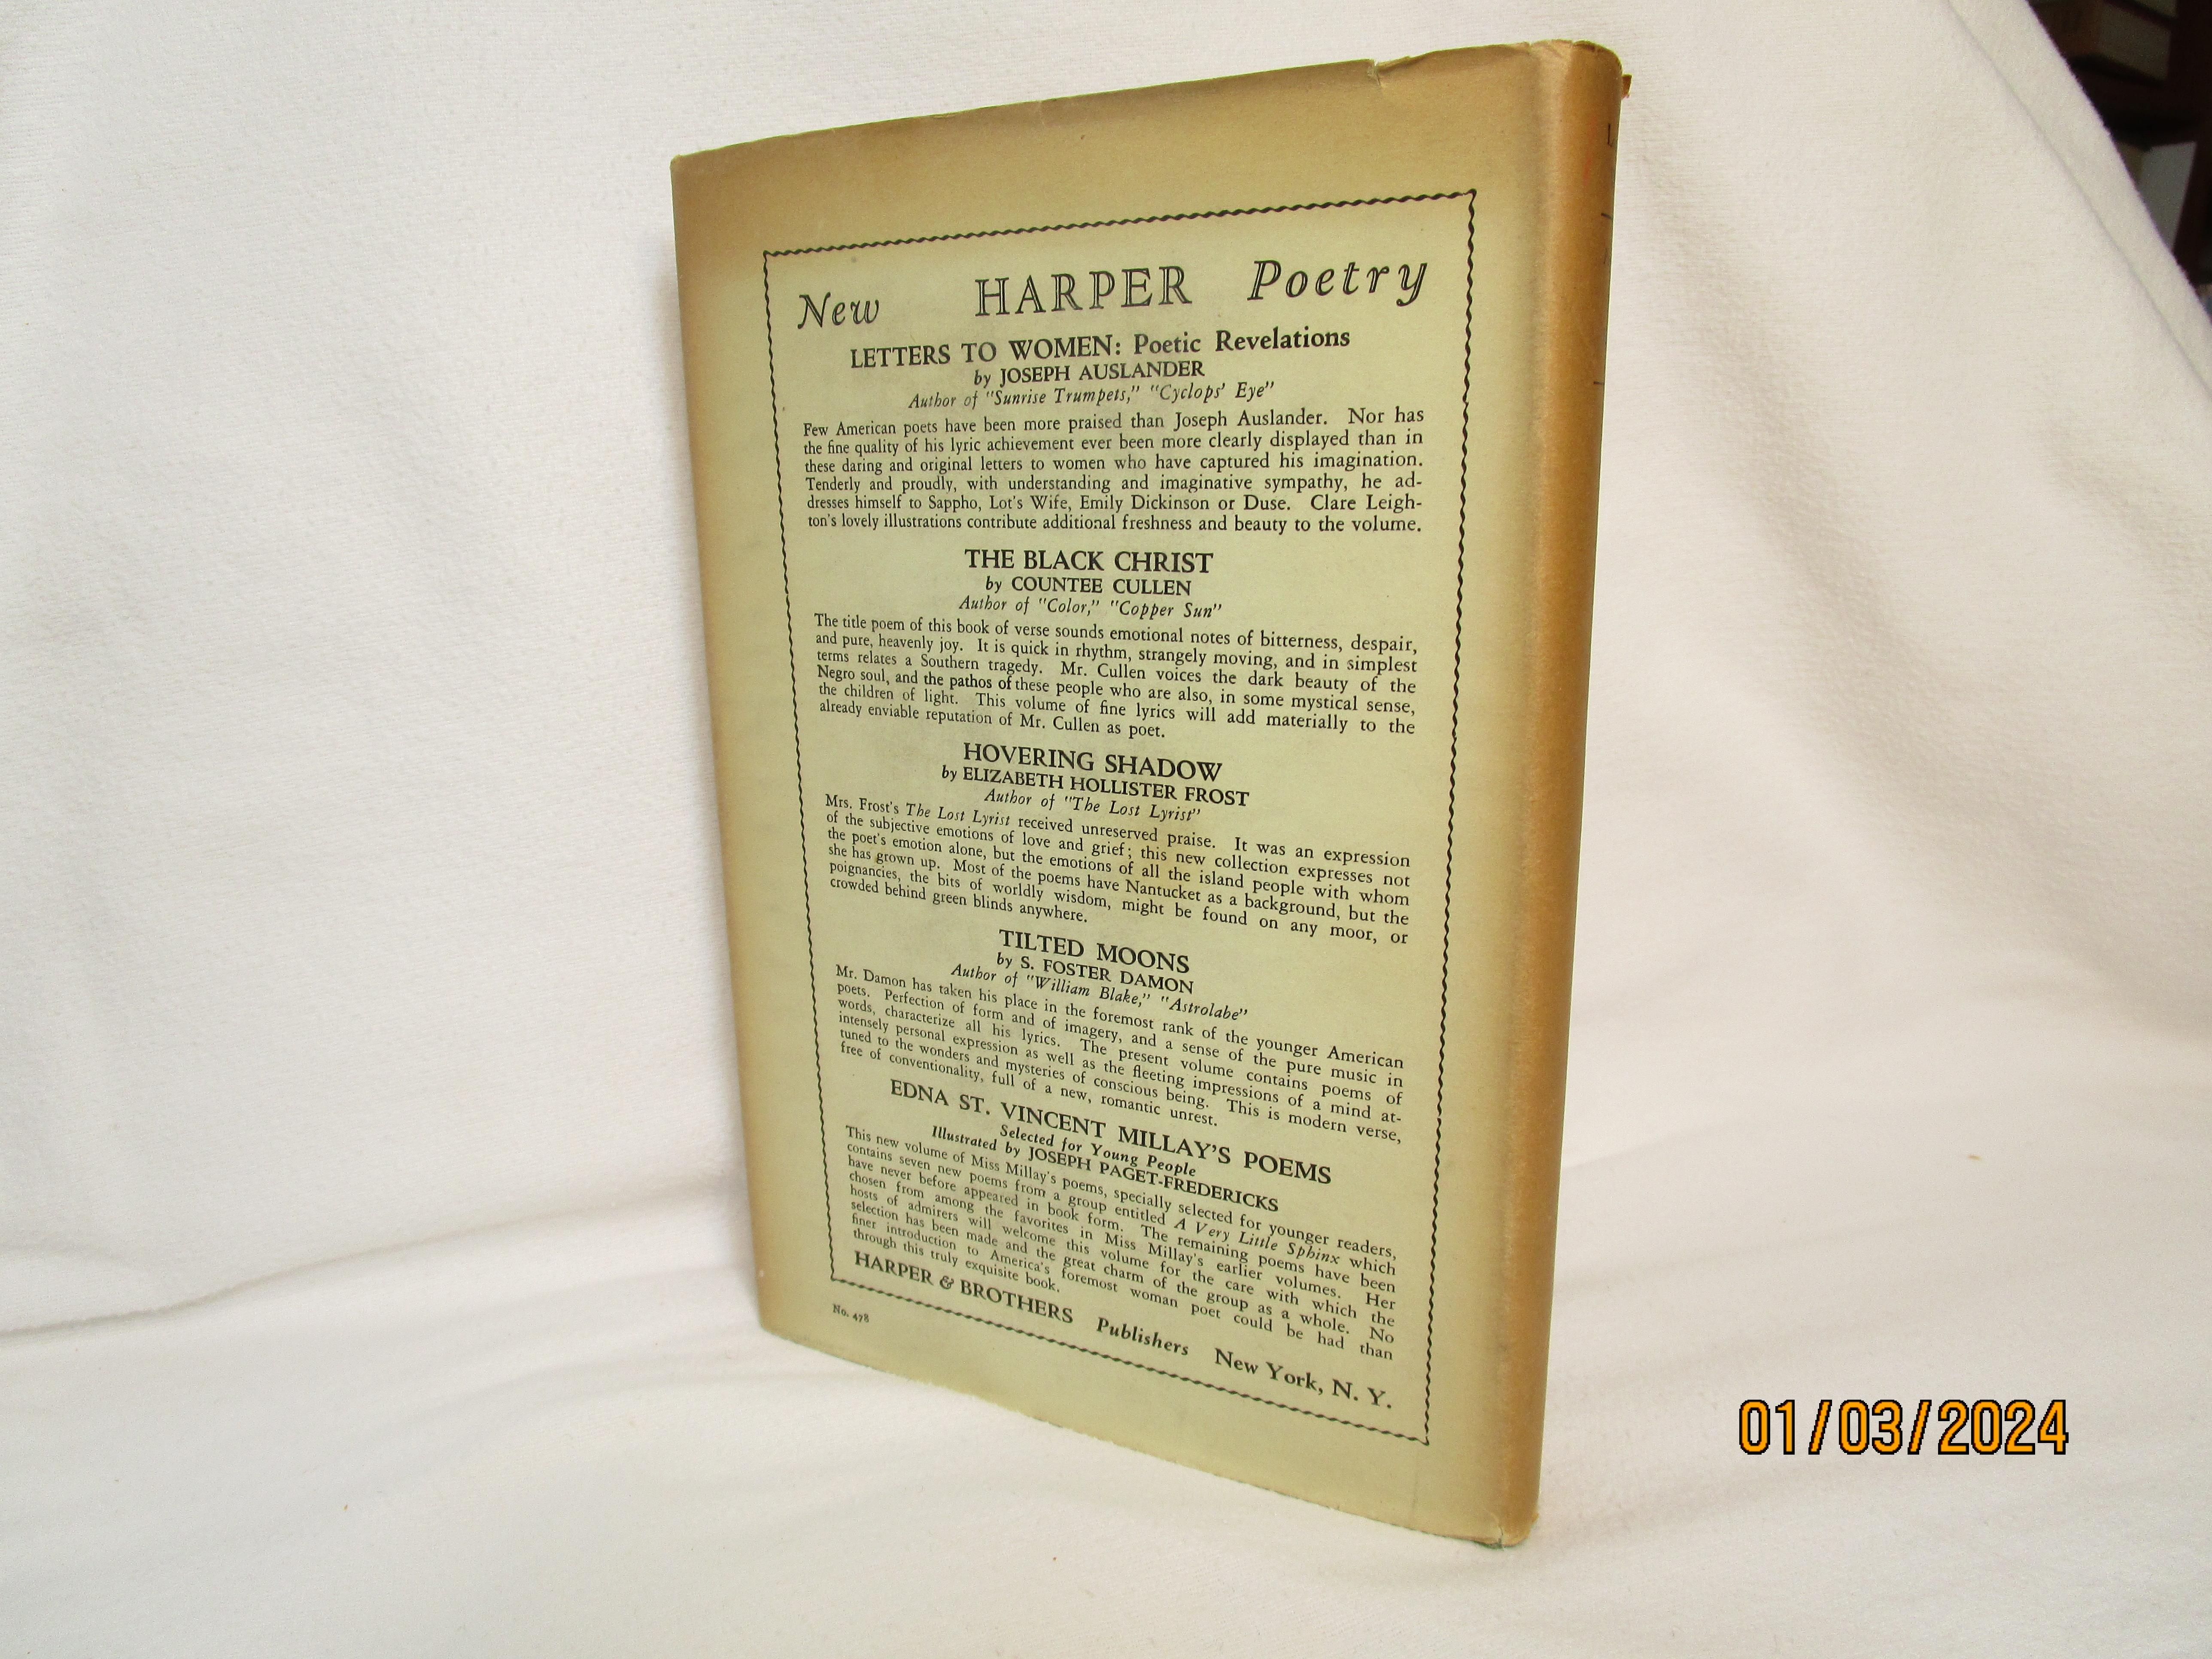 New HARPER Poetry
LETTERS TO WOMEN: Poetic Revelations
by JOSEPH AUSLANDER
Author of "Sunrise Trumpets," "Cyclops' Eye"
Few American poets have been more praised than Joseph Auslander. Nor has
the fine quality of his lyric achievement ever been more clearly displayed than in
these daring and original letters to women who have captured his imagination.
Tenderly and proudly, with understanding and imaginative sympathy, he ad-
dresses himself to Sappho, Lot's Wife, Emily Dickinson or Duse. Clare Leigh-
ton's lovely illustrations contribute additional freshness and beauty to the volume.
THE BLACK CHRIST
by COUNTEE CULLEN
Author of "Color," "Copper Sun"
The title poem of this book of verse sounds emotional notes of bitterness, despair,
and pure, heavenly joy. It is quick in rhythm, strangely moving, and in simplest
terms relates a Southern tragedy. Mr. Cullen voices the dark beauty of the
Negro soul, and the pathos of these people who are also, in some mystical sense,
the children of light. This volume of fine lyrics will add materially to the
already enviable reputation of Mr. Cullen as poet.
HOVERING SHADOW
by ELIZABETH HOLLISTER FROST
Author of "The Lost Lyrist"
Mrs. Frost's The Lost Lyrist received unreserved praise. It was an expression
of the subjective emotions of love and grief; this new collection expresses not
the poet's emotion alone, but the emotions of all the island people with whom
she has grown up. Most of the poems have Nantucket as a background, but the
poignancies, the bits of worldly wisdom, might be found on any moor, or
crowded behind green blinds anywhere.
TILTED MOONS
by S. FOSTER DAMON
Author of "William Blake," "Astrolabe"
Mr. Damon has taken his place in the foremost rank of the younger American
poets. Perfection of form and of imagery, and a sense of the pure music in
words, characterize all his lyrics. The present volume contains poems of
intensely personal expression as well as the fleeting impressions of a mind at-
tuned to the wonders and mysteries of conscious being. This is modern verse,
free of conventionality, full of a new, romantic unrest.
EDNA ST. VINCENT MILLAY'S POEMS
Selected for Young People
Illustrated by JOSEPH PAGET-FREDERICKS
This new volume of Miss Millay's poems, specially selected for younger readers,
contains seven new poems from a group entitled A Very Little Sphinx which
have never before appeared in book form. The remaining poems have been
chosen from among the favorites in Miss Millay's earlier volumes. Her
hosts of admirers will welcome this volume for the care with which the
selection has been made and the great charm of the group as a whole. No
finer introduction to America's foremost woman poet could be had than
through this truly exquisite book.
HARPER & BROTHERS Publishers New York, N. Y.
No. 478
01/03/2024